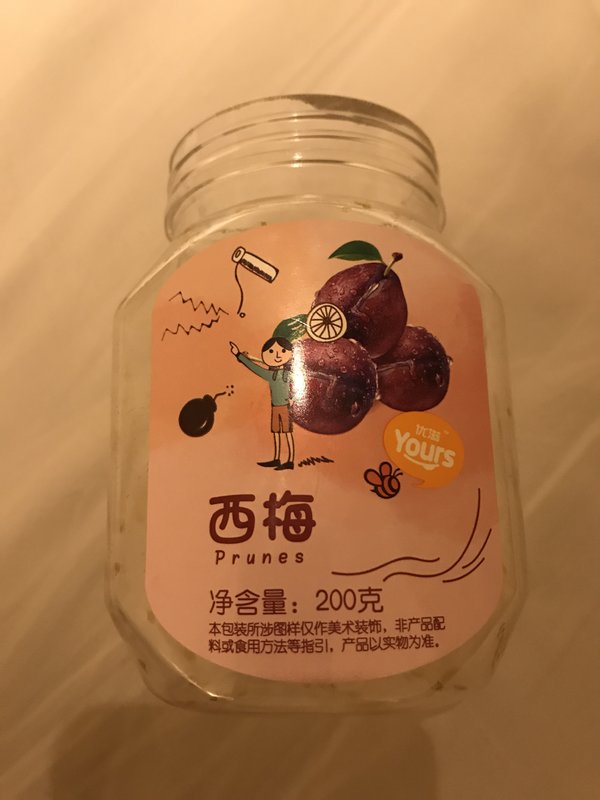 优滋™
Yours
西梅
Prunes
净含量：200克
本包装所涉图样仅作美术装饰，非产品配
料或食用方法等指引，产品以实物为准。